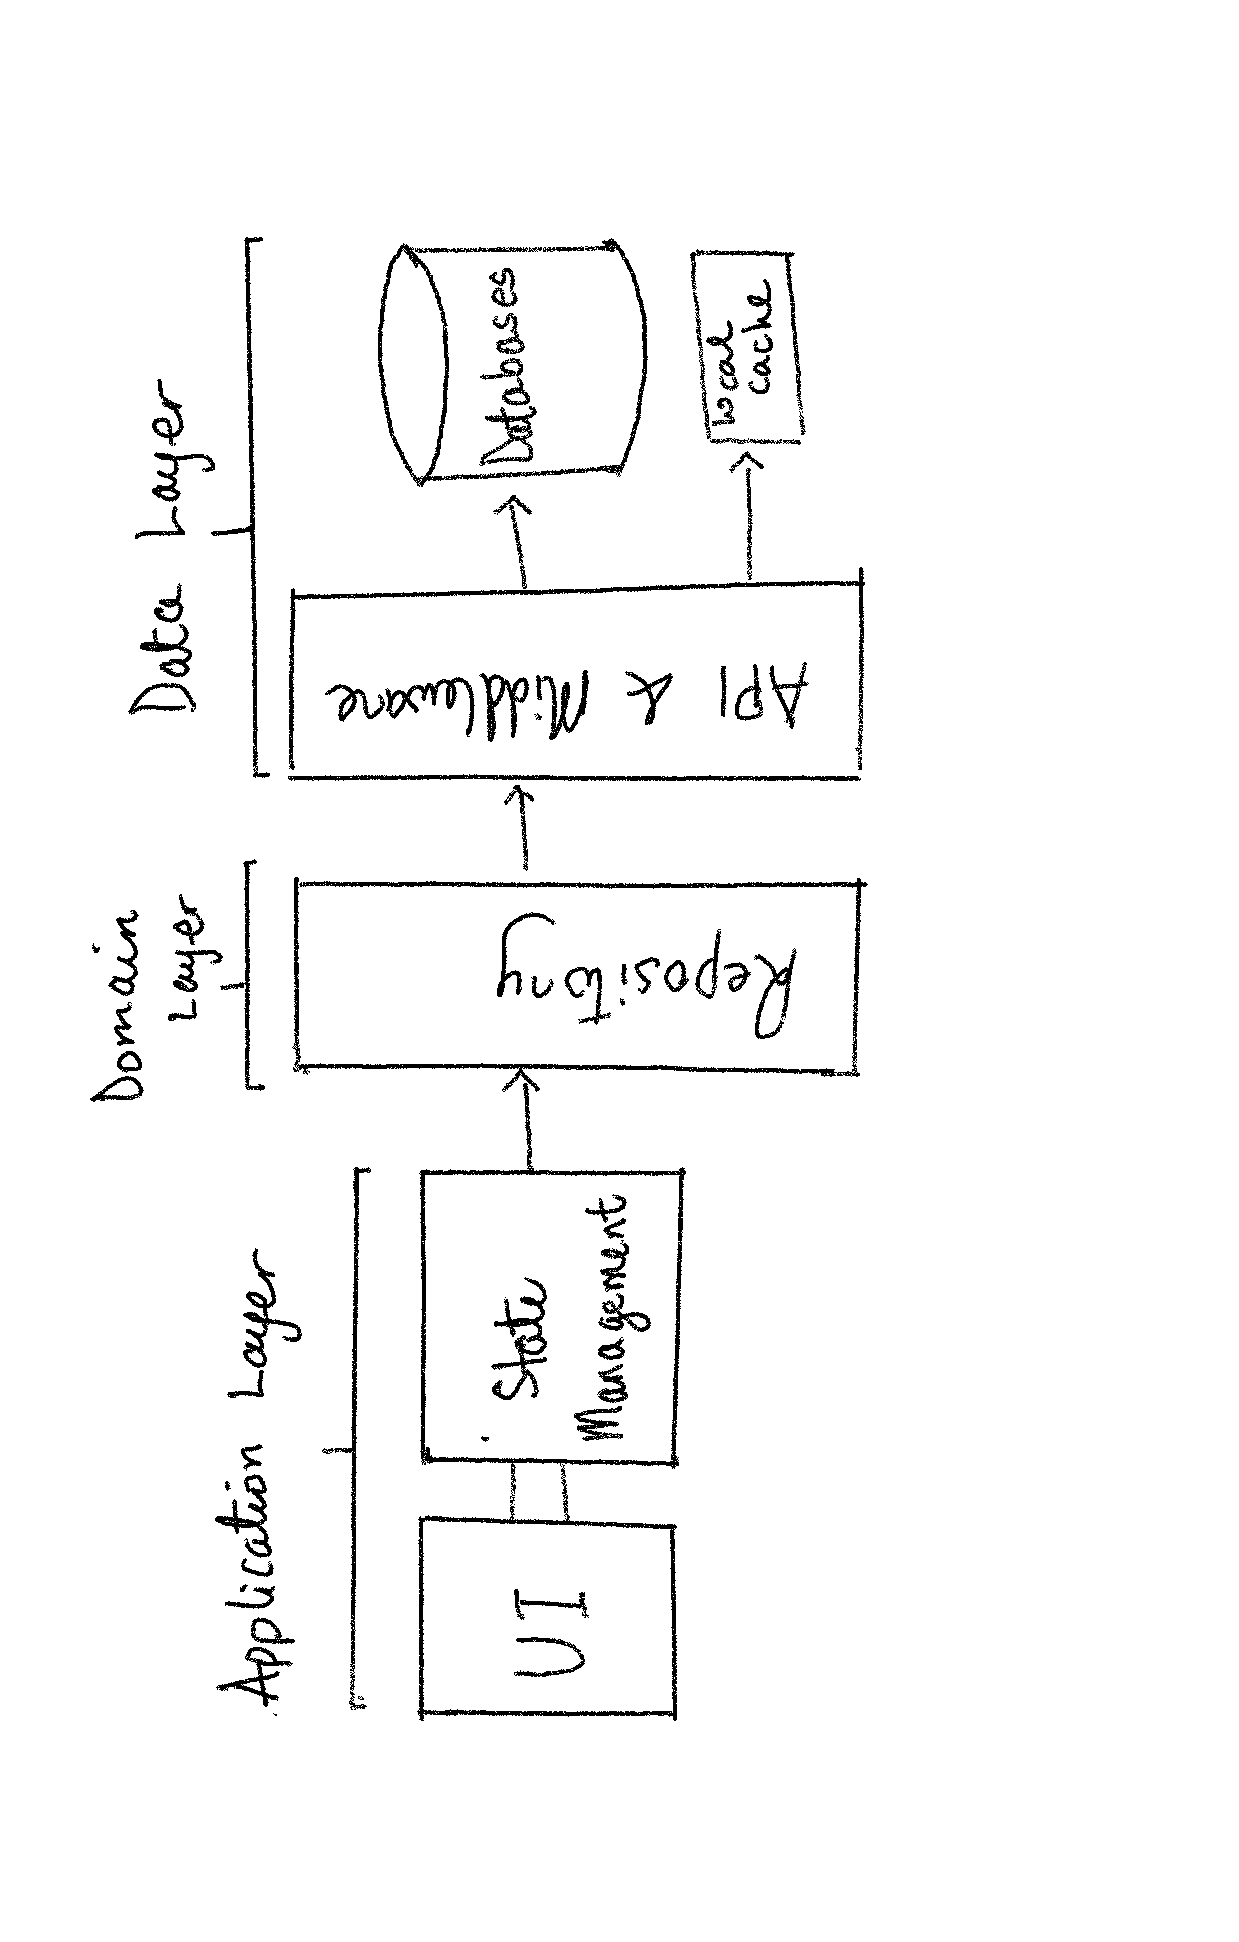 Application Layer
Domain
Layer
Data Layer
UI
State
Management
Repository
API & Middleware
Databases
local
cache